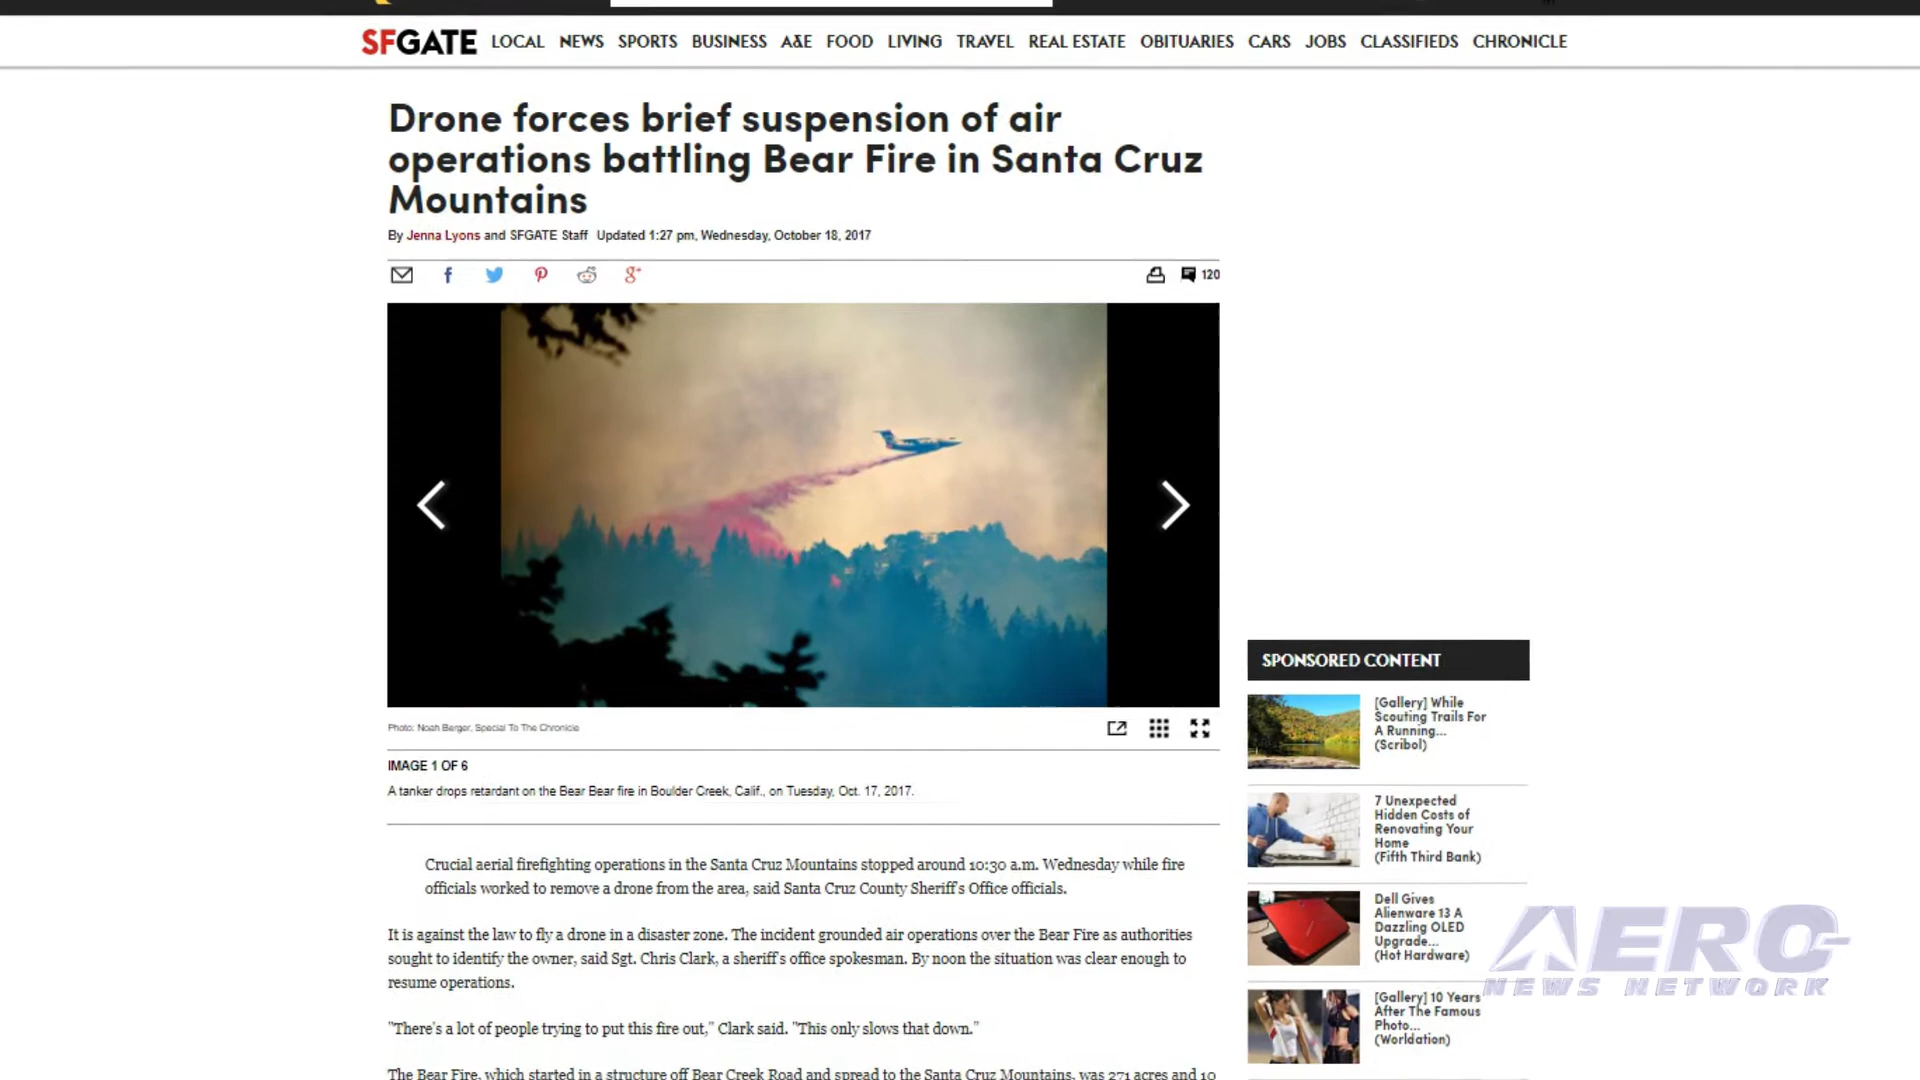 SFGATE LOCAL NEWS SPORTS BUSINESS A&E FOOD LIVING TRAVEL REAL ESTATE OBITUARIES CARS JOBS CLASSIFIEDS CHRONICLE
Drone forces brief suspension of air
operations battling Bear Fire in Santa Cruz
Mountains
By Jenna Lyons and SFGATE Staff Updated 1:27 pm, Wednesday, October 18, 2017
120
Photo: Noah Berger, Special To The Chronicle
IMAGE 1 OF 6
A tanker drops retardant on the Bear Bear fire in Boulder Creek, Calif., on Tuesday, Oct. 17, 2017.
Crucial aerial firefighting operations in the Santa Cruz Mountains stopped around 10:30 a.m. Wednesday while fire
officials worked to remove a drone from the area, said Santa Cruz County Sheriff's Office officials.
It is against the law to fly a drone in a disaster zone. The incident grounded air operations over the Bear Fire as authorities
sought to identify the owner, said Sgt. Chris Clark, a sheriff's office spokesman. By noon the situation was clear enough to
resume operations.
"There's a lot of people trying to put this fire out," Clark said. "This only slows that down."
The Bear Fire, which started in a structure off Bear Creek Road and spread to the Santa Cruz Mountains, was 271 acres and 10
SPONSORED CONTENT
[Gallery] While
Scouting Trails For
A Running...
(Scribol)
7 Unexpected
Hidden Costs of
Renovating Your
Home
(Fifth Third Bank)
Dell Gives
Alienware 13 A
Dazzling OLED
Upgrade...
(Hot Hardware)
[Gallery] 10 Years
After The Famous
Photo...
(Worldation)
AERO
NEWS NETWORK